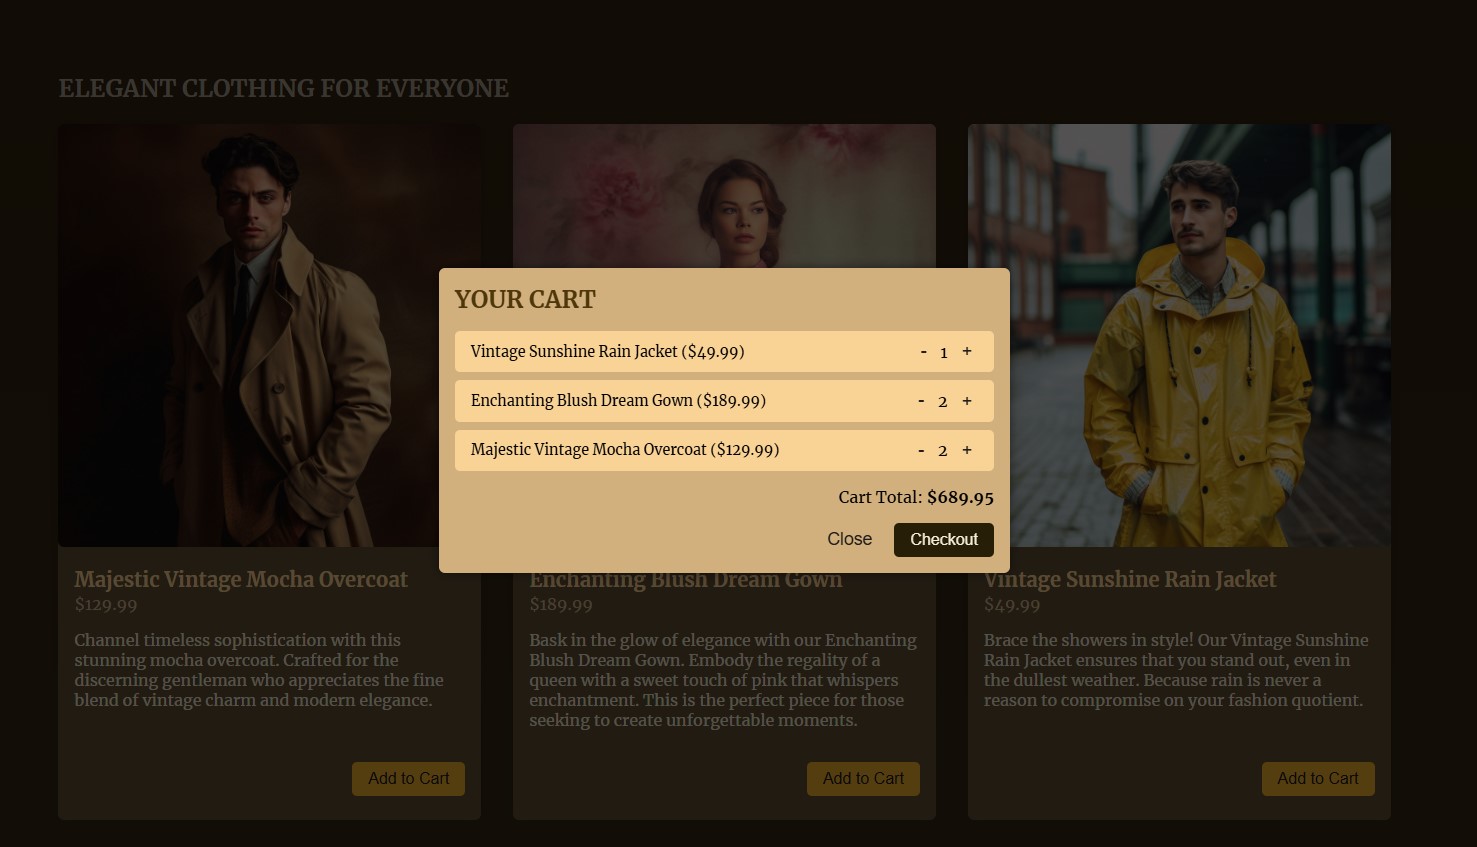 ELEGANT CLOTHING FOR EVERYONE
YOUR CART
Vintage Sunshine Rain Jacket ($49.99) - 1 +
Enchanting Blush Dream Gown ($189.99) - 2 +
Majestic Vintage Mocha Overcoat ($129.99) - 2 +
Cart Total: $689.95
Close Checkout
Majestic Vintage Mocha Overcoat
$129.99
Channel timeless sophistication with this
stunning mocha overcoat. Crafted for the
discerning gentleman who appreciates the fine
blend of vintage charm and modern elegance.
Add to Cart
Enchanting Blush Dream Gown
$189.99
Bask in the glow of elegance with our Enchanting
Blush Dream Gown. Embody the regality of a
queen with a sweet touch of pink that whispers
enchantment. This is the perfect piece for those
seeking to create unforgettable moments.
Add to Cart
Vintage Sunshine Rain Jacket
$49.99
Brace the showers in style! Our Vintage Sunshine
Rain Jacket ensures that you stand out, even in
the dullest weather. Because rain is never a
reason to compromise on your fashion quotient.
Add to Cart